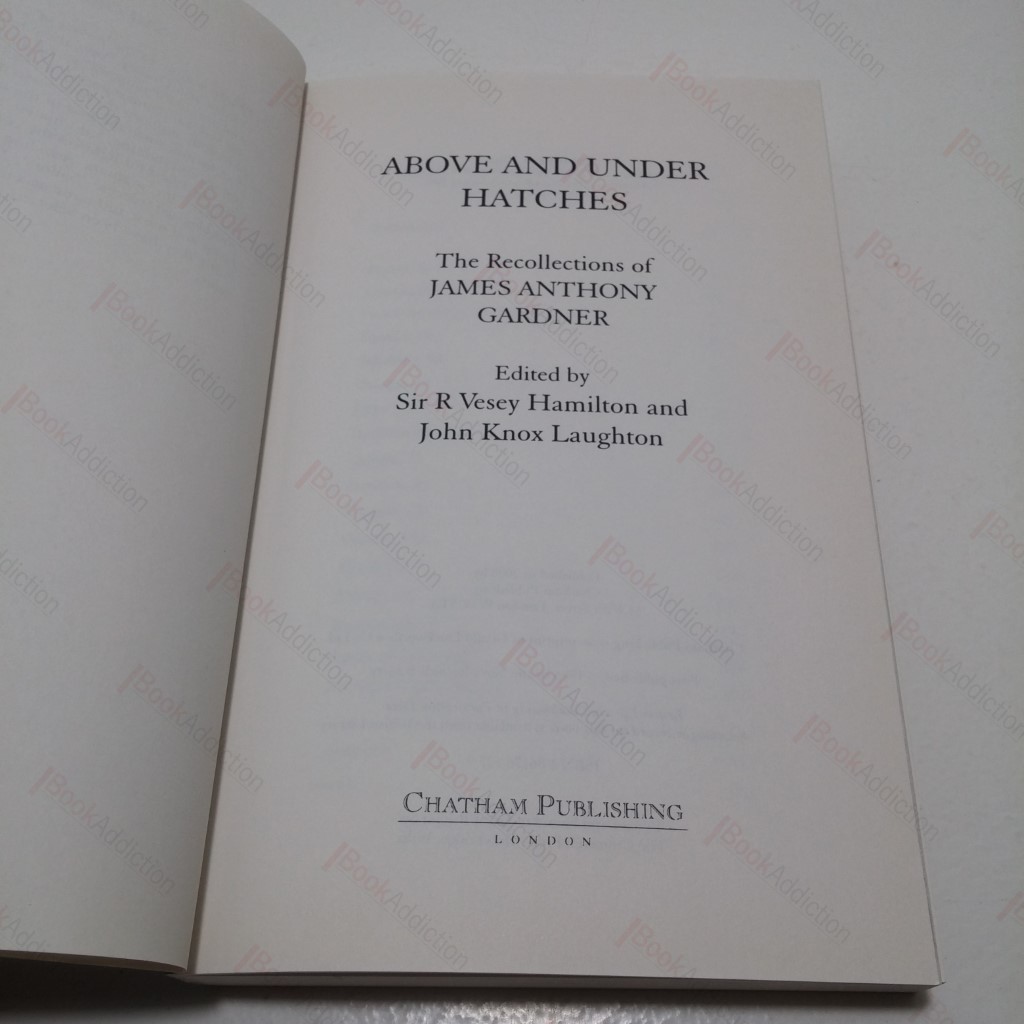 ABOVE AND UNDER
HATCHES
The Recollections of
JAMES ANTHONY
GARDNER
Edited by
Sir R Vesey Hamilton and
John Knox Laughton
CHATHAM PUBLISHING
LONDON
BookAddiction